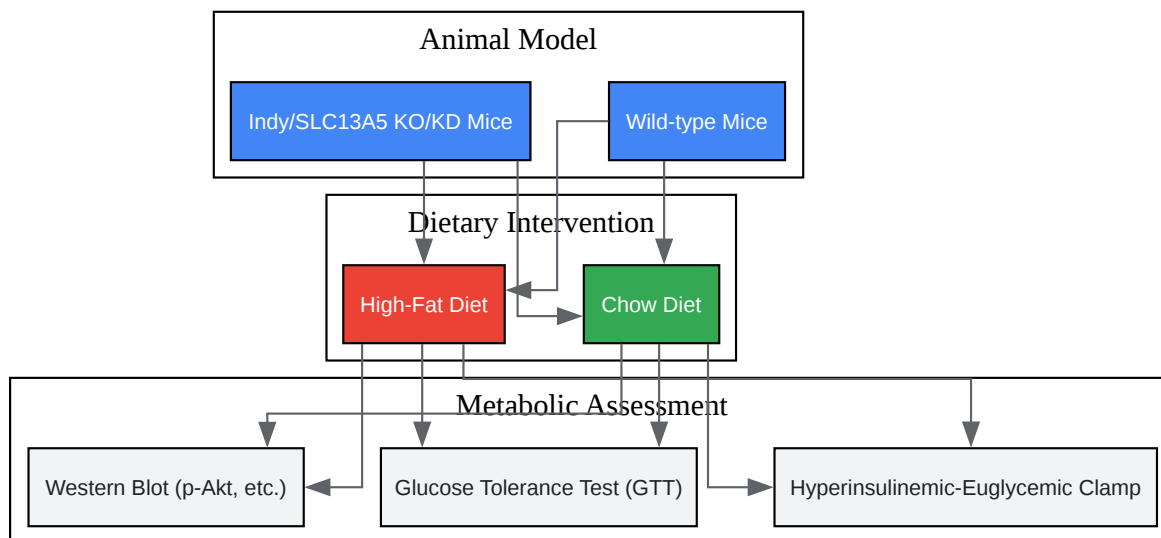 Animal Model
Indy/SLC13A5 KO/KD Mice
Wild-type Mice
Dietary Intervention
High-Fat Diet
Chow Diet
Metabolic Assessment
Western Blot (p-Akt, etc.)
Glucose Tolerance Test (GTT)
Hyperinsulinemic-Euglycemic Clamp